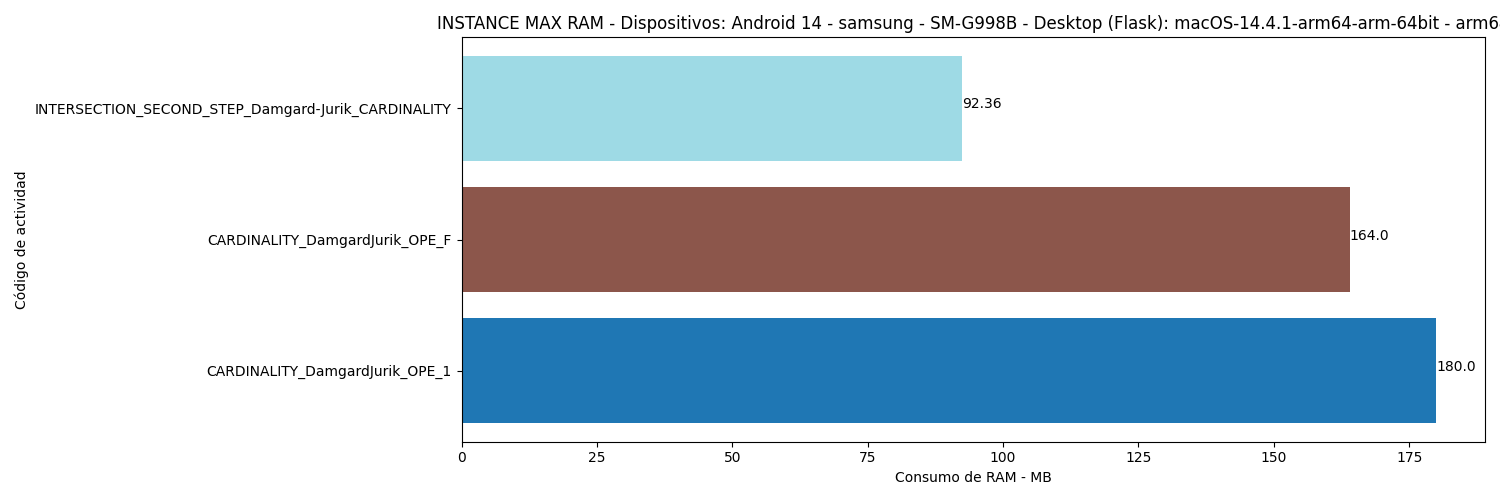 INSTANCE MAX RAM - Dispositivos: Android 14 - samsung - SM-G998B - Desktop (Flask): macOS-14.4.1-arm64-arm-64bit - arm6
INTERSECTION_SECOND_STEP_Damgard-Jurik_CARDINALITY
92.36
CARDINALITY_DamgardJurik_OPE_F
164.0
CARDINALITY_DamgardJurik_OPE_1
180.0
Código de actividad
0 25 50 75 100 125 150 175
Consumo de RAM - MB